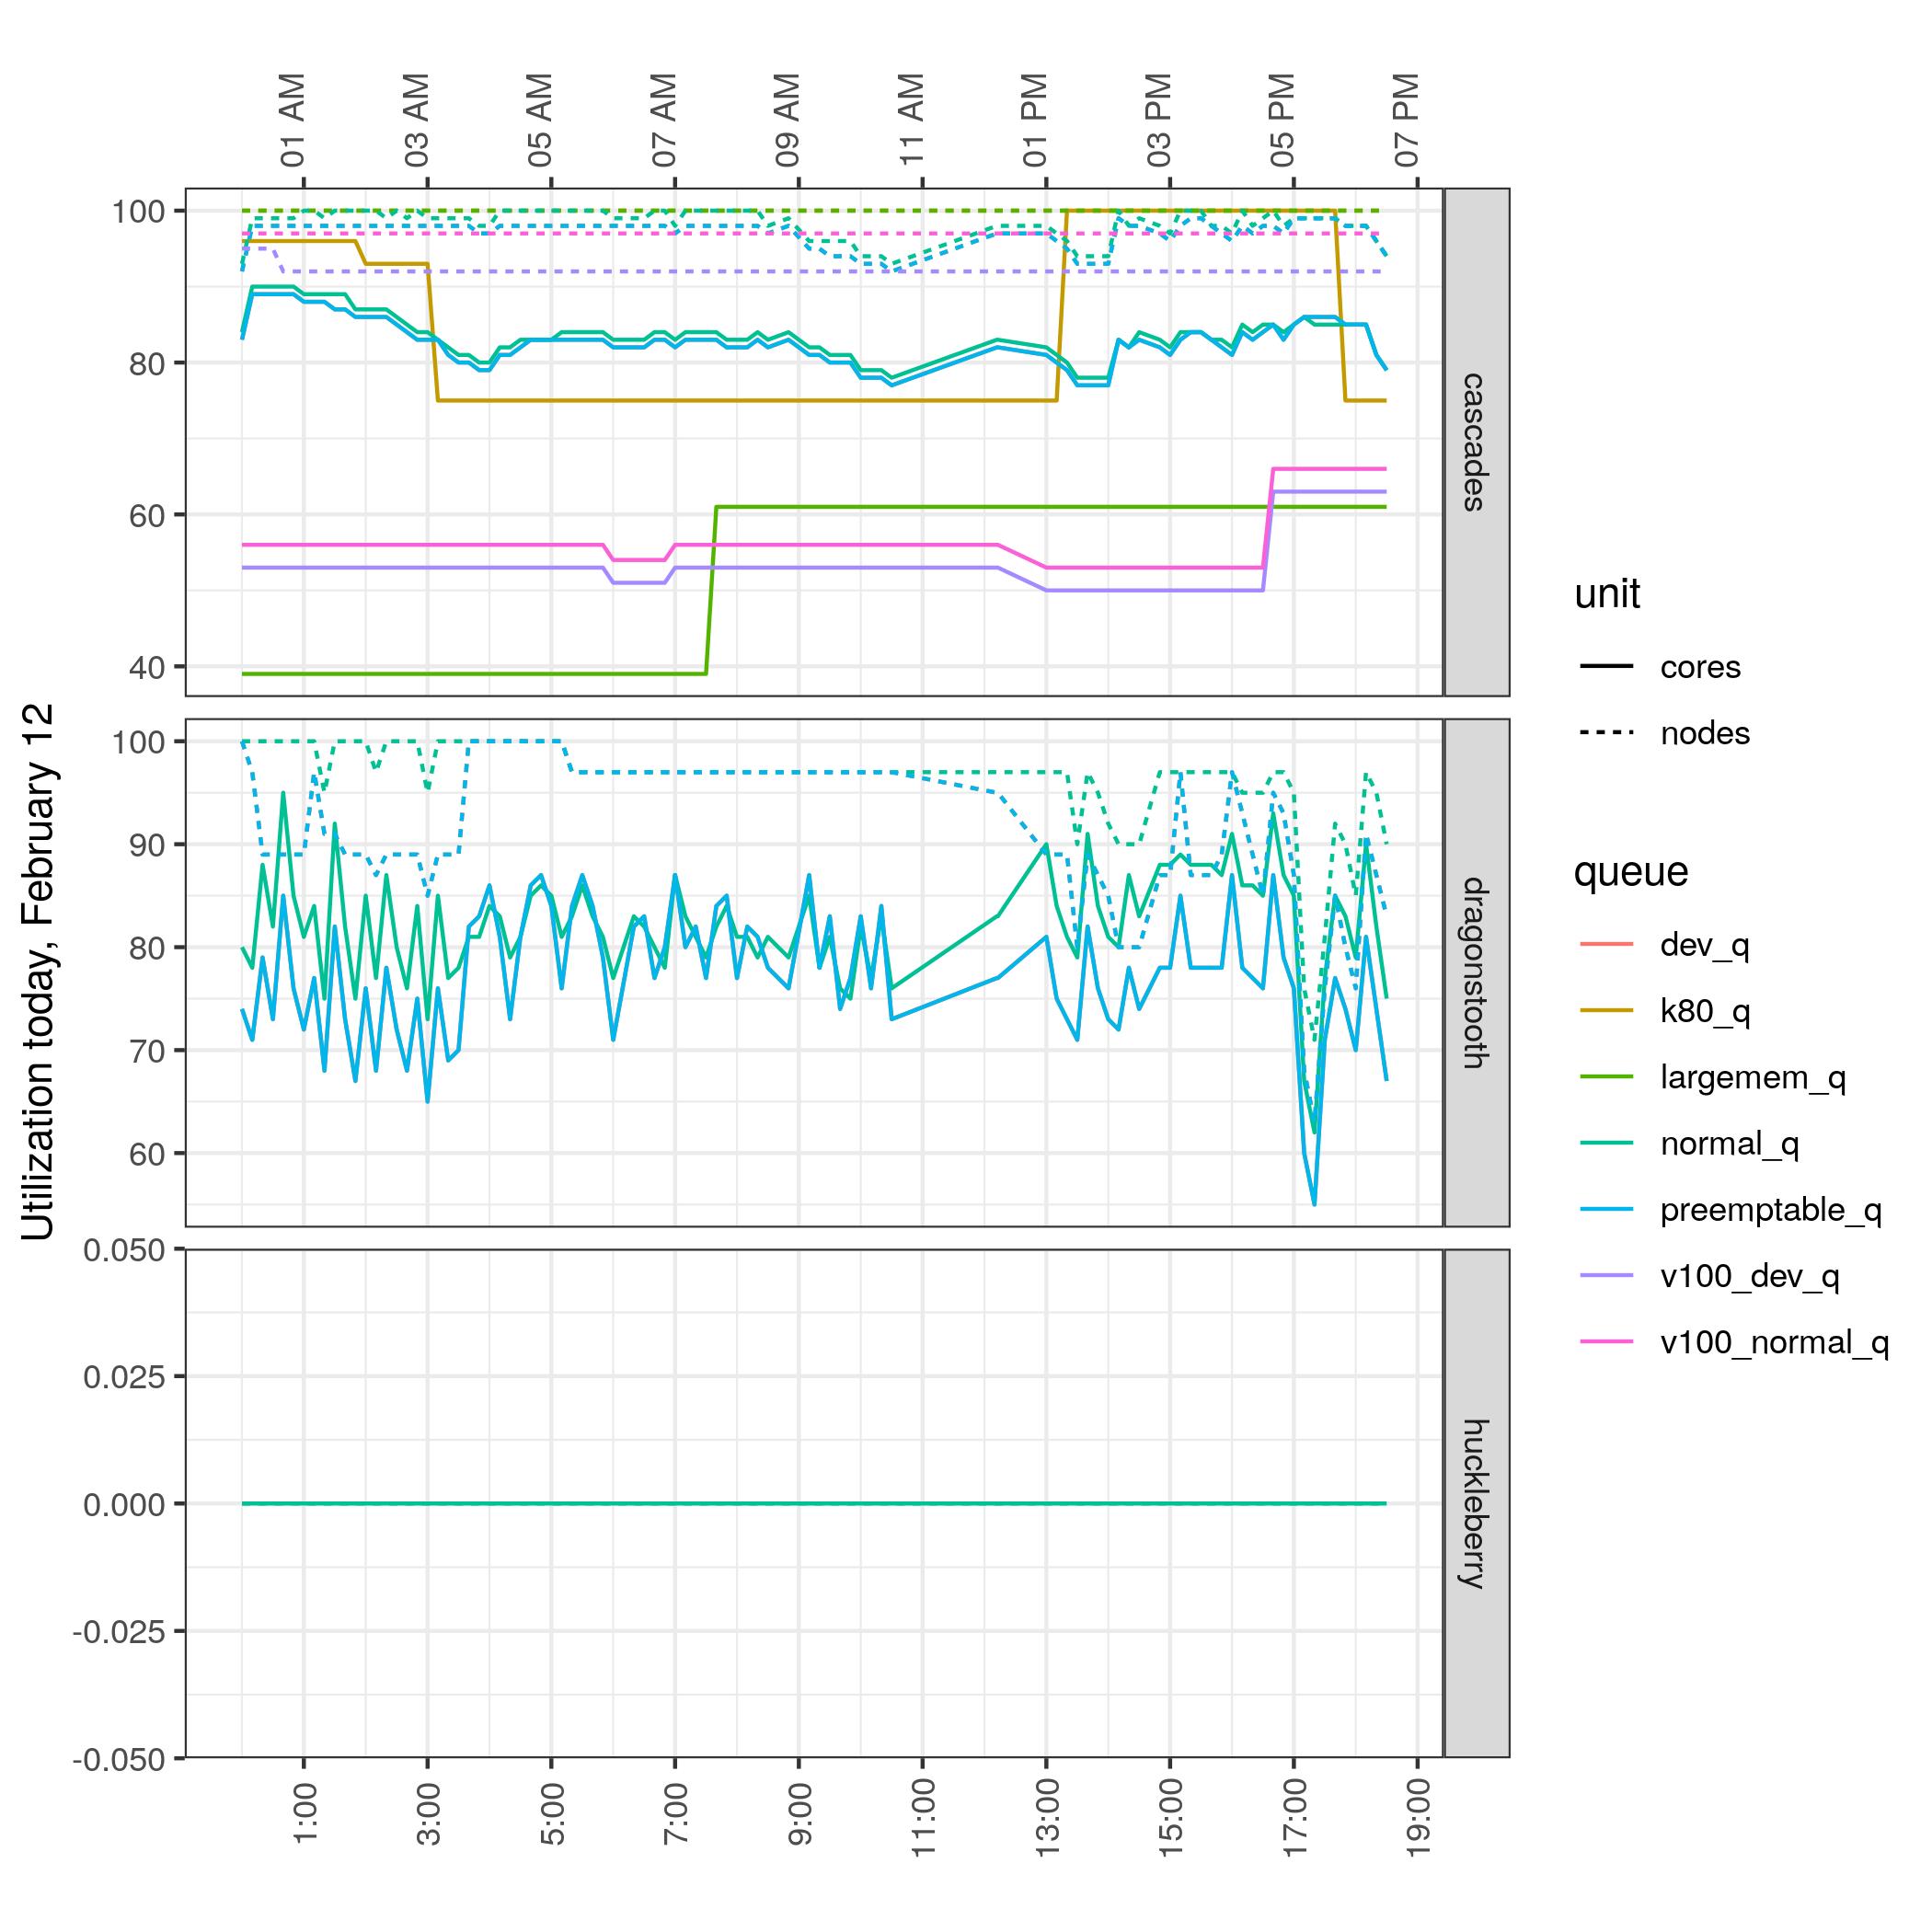 01 AM
03 AM
05 AM
07 AM
09 AM
11 AM
01 PM
03 PM
05 PM
07 PM
Utilization today, February 12
100
80
60
40
cascades
100
90
80
70
60
dragonstooth
0.050
0.025
0.000
-0.025
-0.050
huckleberry
1:00
3:00
5:00
7:00
9:00
11:00
13:00
15:00
17:00
19:00
unit
cores
nodes
queue
dev_q
k80_q
largemem_q
normal_q
preemptable_q
v100_dev_q
v100_normal_q